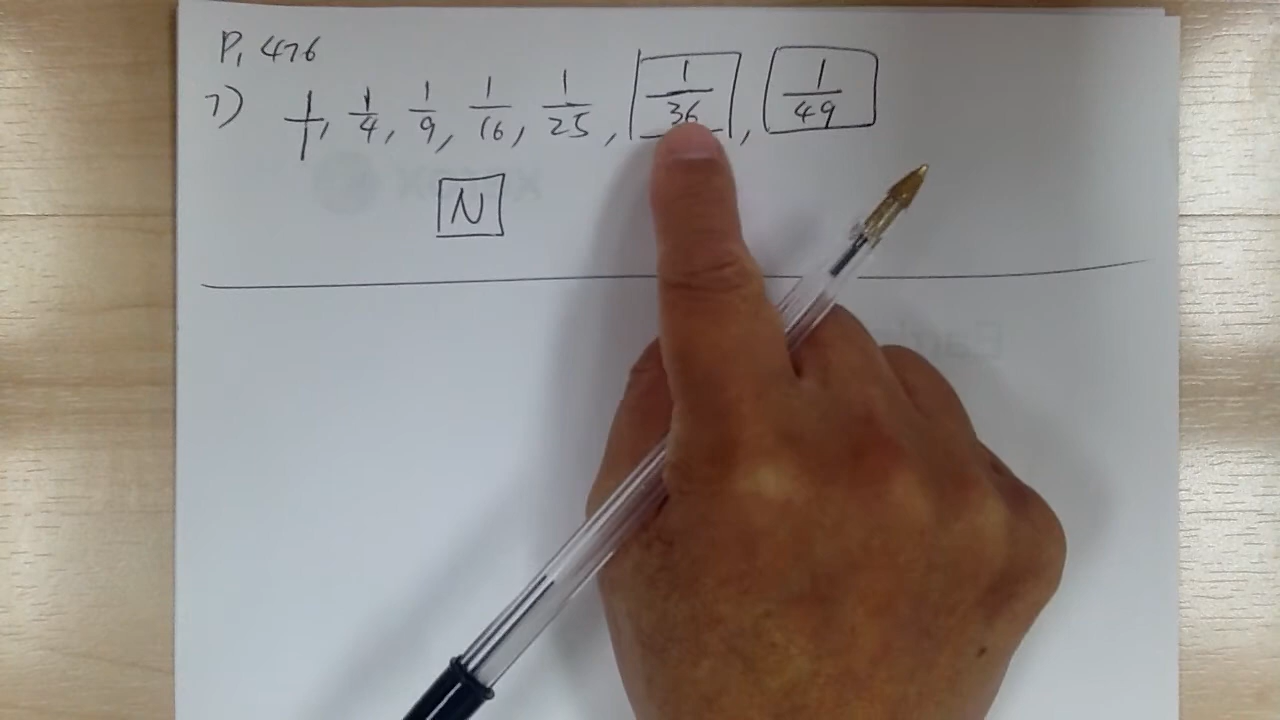 P. 476
7) 1, 1/4, 1/9, 1/16, 1/25, 1/36, 1/49
N